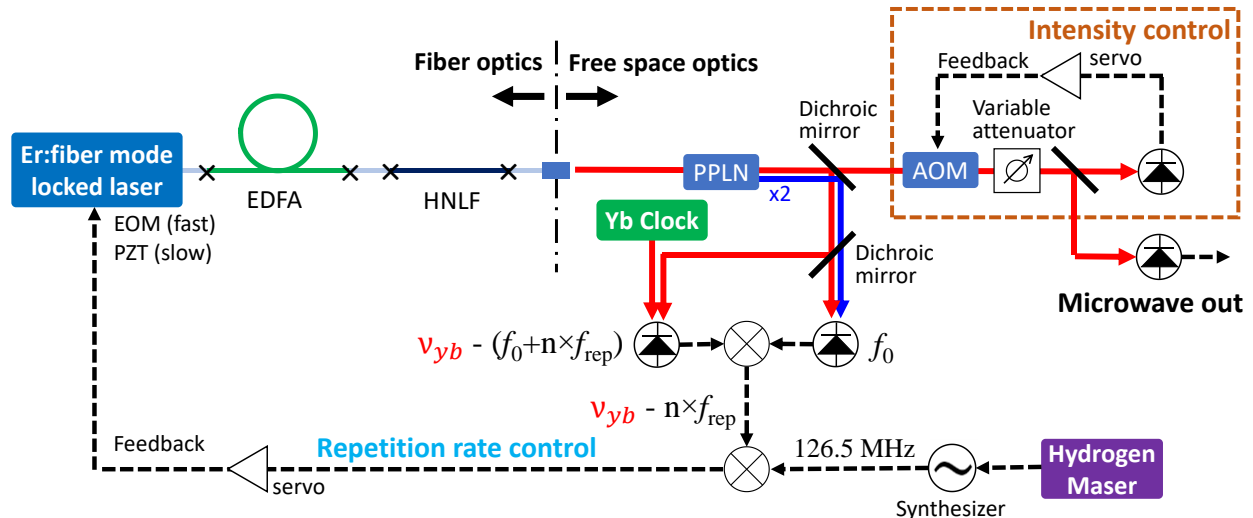 Intensity control
Feedback
servo
Fiber optics
Free space optics
Variable
attenuator
Dichroic
mirror
Er:fiber mode
locked laser
EDFA
HNLF
PPLN
x2
AOM
EOM (fast)
PZT (slow)
Yb Clock
Dichroic
mirror
Microwave out
ν_yb - (f_0+n×f_rep)
f_0
ν_yb - n×f_rep
Feedback
Repetition rate control
126.5 MHz
servo
Synthesizer
Hydrogen
Maser